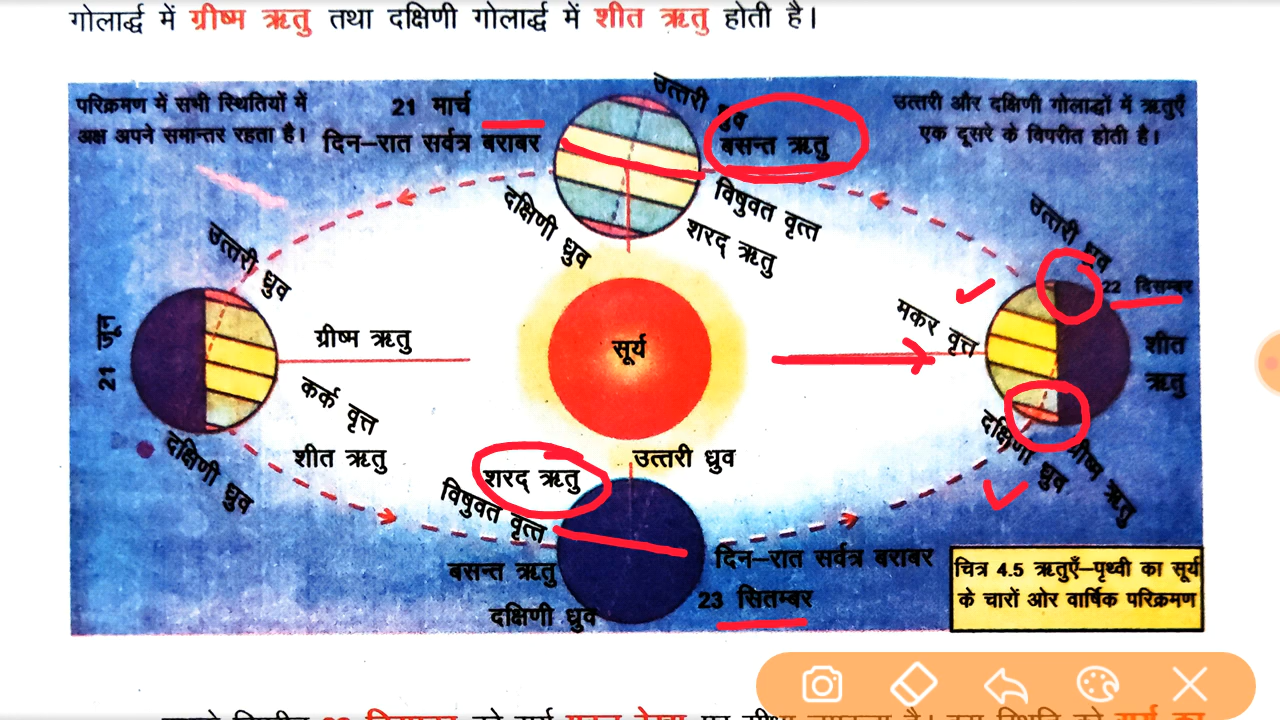 गोलार्द्ध में ग्रीष्म ऋतु तथा दक्षिणी गोलार्द्ध में शीत ऋतु होती है।
परिक्रमण में सभी स्थितियों में
अक्ष अपने समान्तर रहता है।
21 मार्च
दिन–रात सर्वत्र बराबर
उत्तरी ध्रुव
बसन्त ऋतु
उत्तरी और दक्षिणी गोलार्द्धों में ऋतुएँ
एक दूसरे के विपरीत होती है।
दक्षिणी ध्रुव
विषुवत वृत्त
शरद् ऋतु
उत्तरी ध्रुव
उत्तरी ध्रुव
22 दिसम्बर
21 जून
ग्रीष्म ऋतु
सूर्य
मकर वृत्त
शीत
ऋतु
कर्क वृत्त
शीत ऋतु
दक्षिणी ध्रुव
शरद् ऋतु
उत्तरी ध्रुव
दक्षिणी ध्रुव
ग्रीष्म ऋतु
विषुवत वृत्त
बसन्त ऋतु
दक्षिणी ध्रुव
दिन–रात सर्वत्र बराबर
23 सितम्बर
चित्र 4.5 ऋतुएँ–पृथ्वी का सूर्य
के चारों ओर वार्षिक परिक्रमण